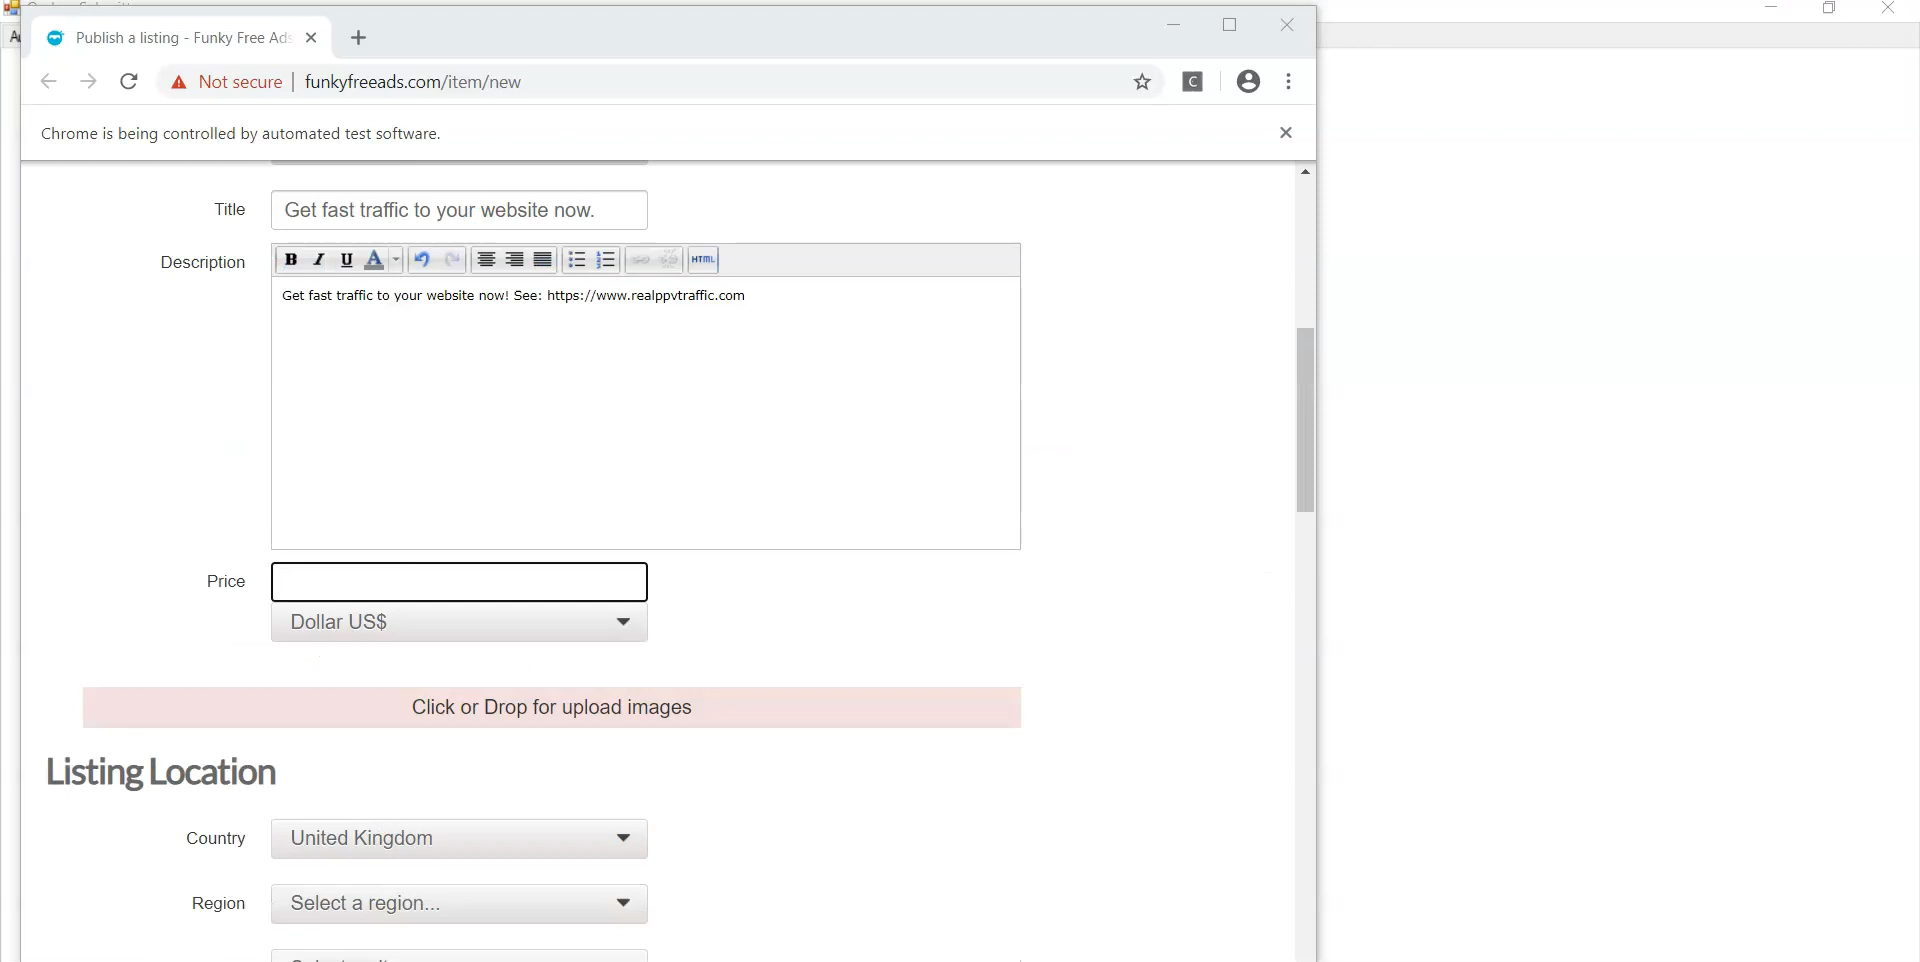 Publish a listing - Funky Free Ads
Not secure | funkyfreeads.com/item/new
C
Chrome is being controlled by automated test software.
Title
Get fast traffic to your website now.
Description
B I U A HTML
Get fast traffic to your website now! See: https://www.realppvtraffic.com
Price
Dollar US$
Click or Drop for upload images
Listing Location
Country
United Kingdom
Region
Select a region...